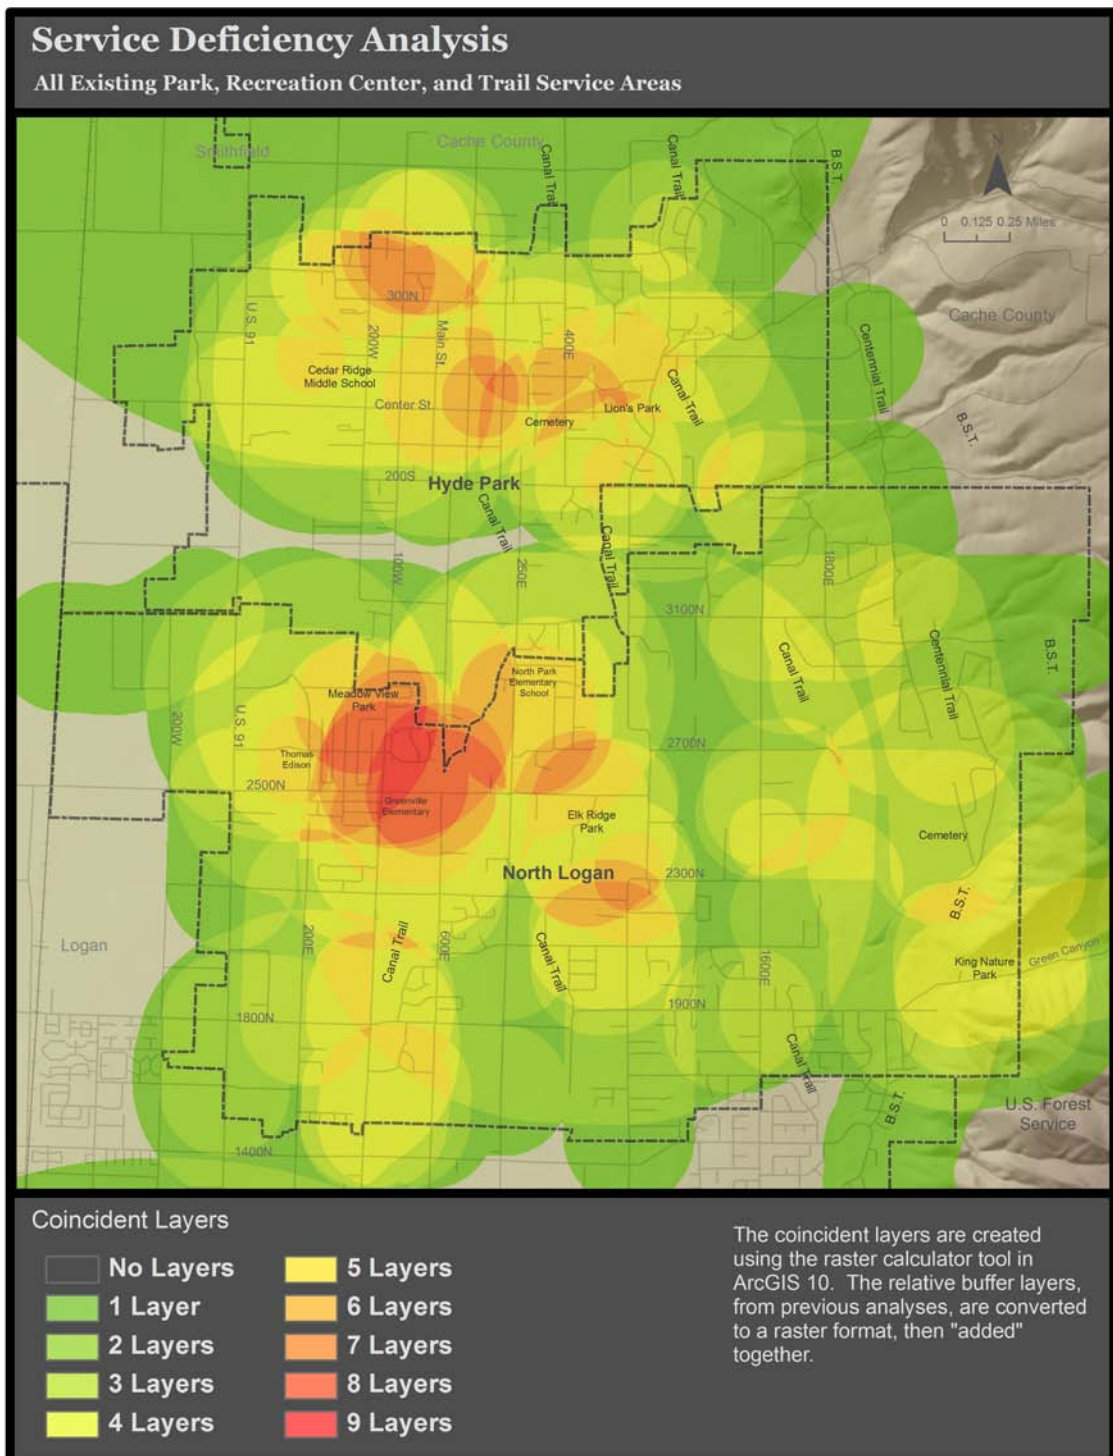 Service Deficiency Analysis
All Existing Park, Recreation Center, and Trail Service Areas
Smithfield
Cache County
Canal Trail
Canal Trail
B.S.T.
N
0 0.125 0.25 Miles
Cache County
U.S. 91
300N
200W
Main St.
400E
Centennial Trail
Cedar Ridge
Middle School
Center St.
Canal Trail
Lion's Park
Cemetery
B.S.T.
200S
Hyde Park
Canal Trail
Canal Trail
100W
250E
1800E
3100N
Canal Trail
Centennial Trail
B.S.T.
North Park
Elementary
School
Meadow View
Park
200W
U.S. 91
Thomas
Edison
2700N
2500N
Greenville
Elementary
Elk Ridge
Park
Cemetery
North Logan
2300N
B.S.T.
Logan
200E
Canal Trail
600E
Canal Trail
1600E
King Nature
Park
Green Canyon
1900N
1800N
Canal Trail
B.S.T.
U.S. Forest
Service
1400N
Coincident Layers
No Layers
1 Layer
2 Layers
3 Layers
4 Layers
5 Layers
6 Layers
7 Layers
8 Layers
9 Layers
The coincident layers are created
using the raster calculator tool in
ArcGIS 10. The relative buffer layers,
from previous analyses, are converted
to a raster format, then "added"
together.